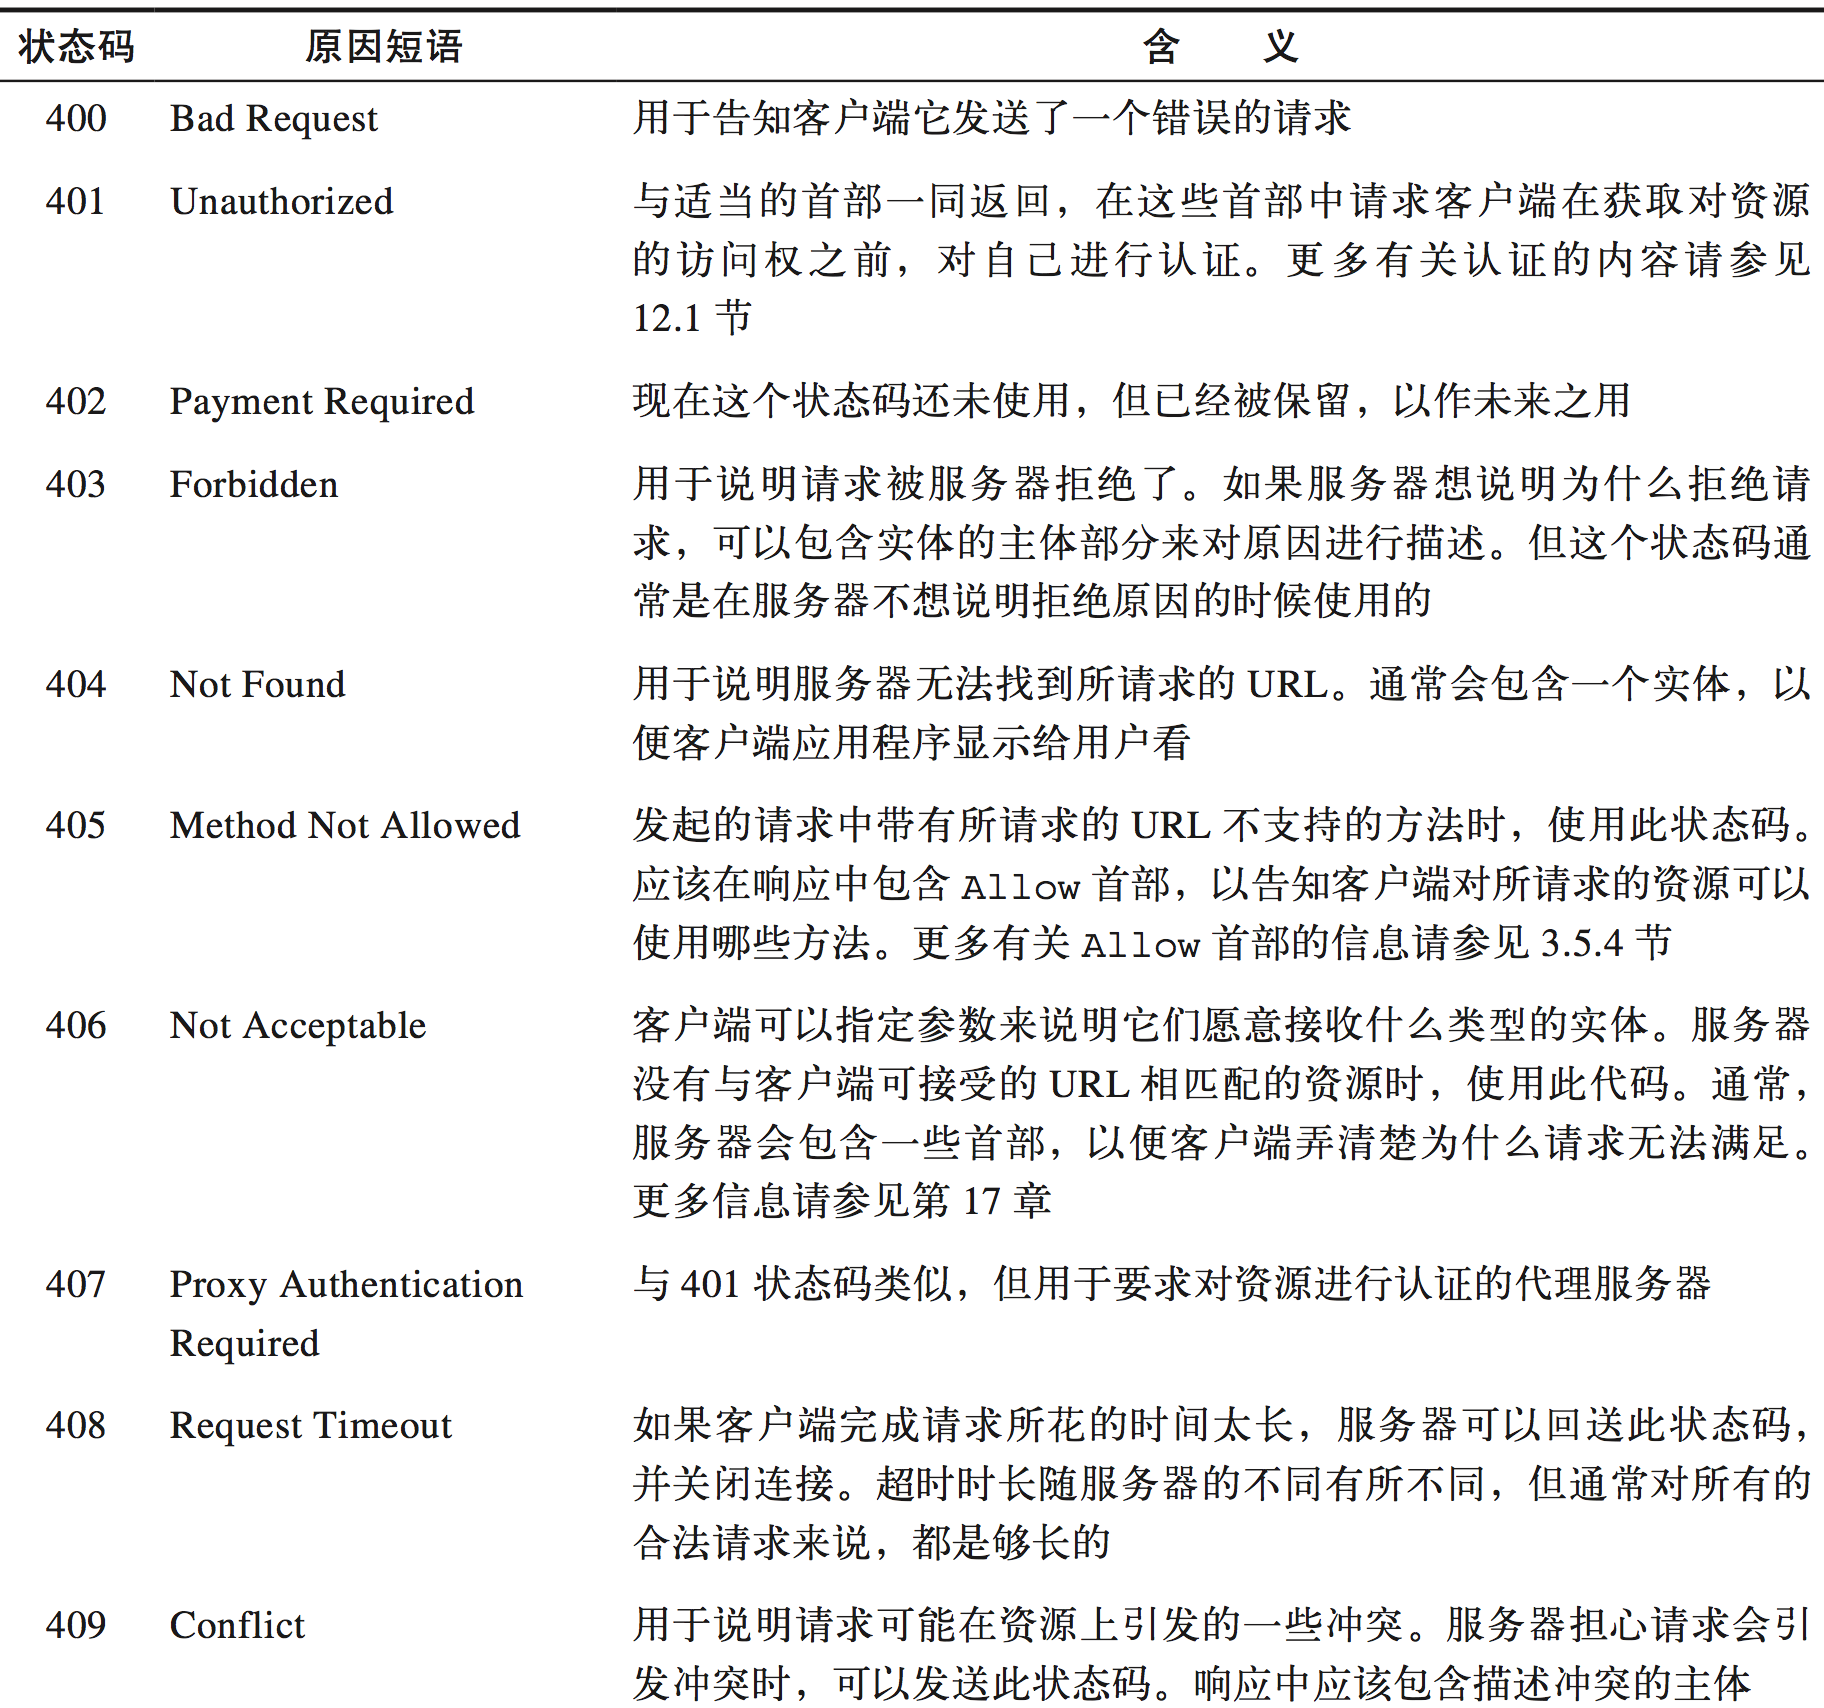 状态码 原因短语 含 义
400 Bad Request 用于告知客户端它发送了一个错误的请求
401 Unauthorized 与适当的首部一同返回，在这些首部中请求客户端在获取对资源
的访问权之前，对自己进行认证。更多有关认证的内容请参见
12.1 节
402 Payment Required 现在这个状态码还未使用，但已经被保留，以作未来之用
403 Forbidden 用于说明请求被服务器拒绝了。如果服务器想说明为什么拒绝请
求，可以包含实体的主体部分来对原因进行描述。但这个状态码通
常是在服务器不想说明拒绝原因的时候使用的
404 Not Found 用于说明服务器无法找到所请求的 URL。通常会包含一个实体，以
便客户端应用程序显示给用户看
405 Method Not Allowed 发起的请求中带有所请求的 URL 不支持的方法时，使用此状态码。
应该在响应中包含 Allow 首部，以告知客户端对所请求的资源可以
使用哪些方法。更多有关 Allow 首部的信息请参见 3.5.4 节
406 Not Acceptable 客户端可以指定参数来说明它们愿意接收什么类型的实体。服务器
没有与客户端可接受的 URL 相匹配的资源时，使用此代码。通常，
服务器会包含一些首部，以便客户端弄清楚为什么请求无法满足。
更多信息请参见第 17 章
407 Proxy Authentication 与 401 状态码类似，但用于要求对资源进行认证的代理服务器
Required
408 Request Timeout 如果客户端完成请求所花的时间太长，服务器可以回送此状态码，
并关闭连接。超时时长随服务器的不同有所不同，但通常对所有的
合法请求来说，都是够长的
409 Conflict 用于说明请求可能在资源上引发的一些冲突。服务器担心请求会引
发冲突时，可以发送此状态码。响应中应该包含描述冲突的主体